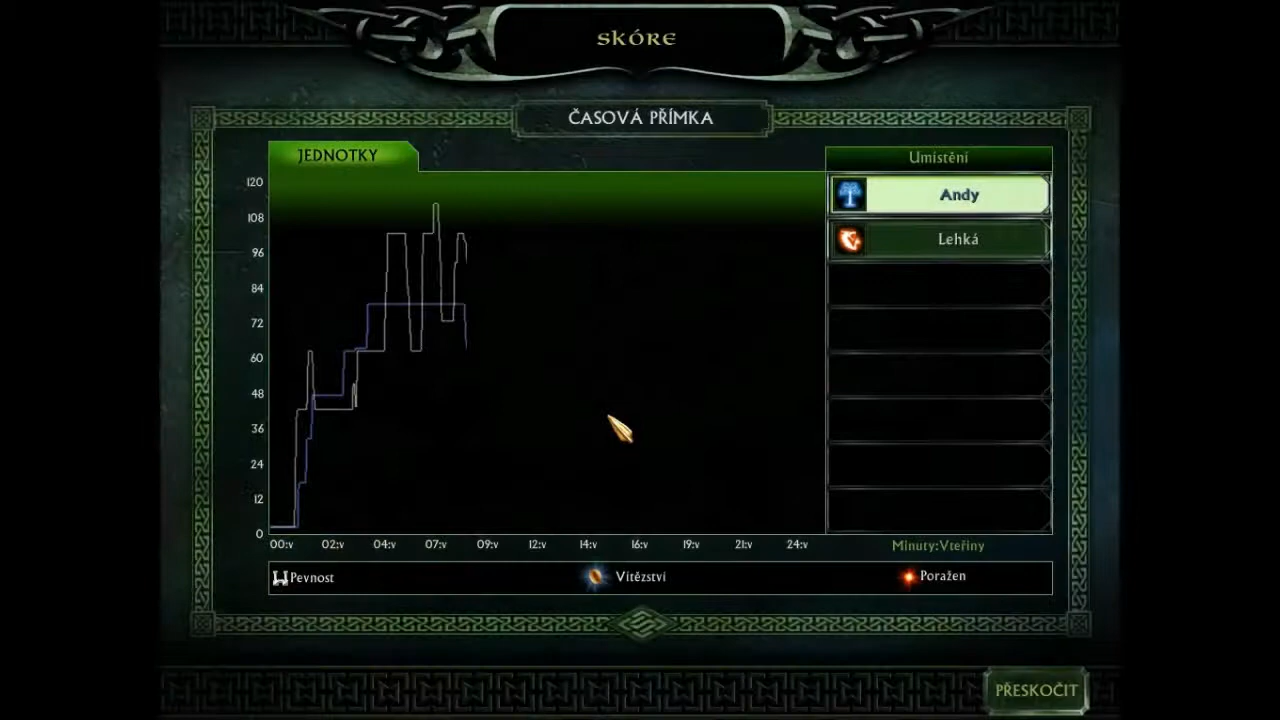 SKÓRE
ČASOVÁ PŘÍMKA
JEDNOTKY
Umístění
Andy
Lehká
120
108
96
84
72
60
48
36
24
12
0
00:v 02:v 04:v 07:v 09:v 12:v 14:v 16:v 19:v 21:v 24:v
Minuty:Vteřiny
Pevnost Vítězství Poražen
PŘESKOČIT